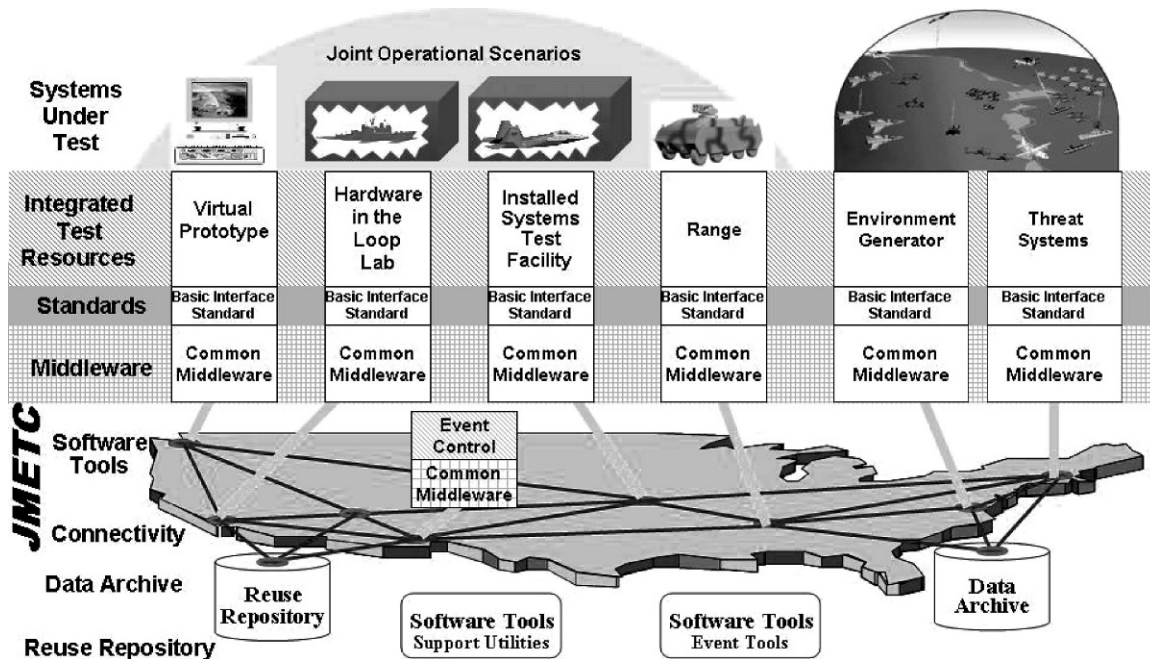 Joint Operational Scenarios
Systems
Under
Test
Integrated
Test
Resources
Virtual
Prototype
Hardware
in the
Loop
Lab
Installed
Systems
Test
Facility
Range
Environment
Generator
Threat
Systems
Standards
Basic Interface
Standard
Basic Interface
Standard
Basic Interface
Standard
Basic Interface
Standard
Basic Interface
Standard
Basic Interface
Standard
Middleware
Common
Middleware
Common
Middleware
Common
Middleware
Common
Middleware
Common
Middleware
Common
Middleware
JMETC
Software
Tools
Event
Control
Common
Middleware
Connectivity
Data Archive
Reuse Repository
Reuse
Repository
Software Tools
Support Utilities
Software Tools
Event Tools
Data
Archive